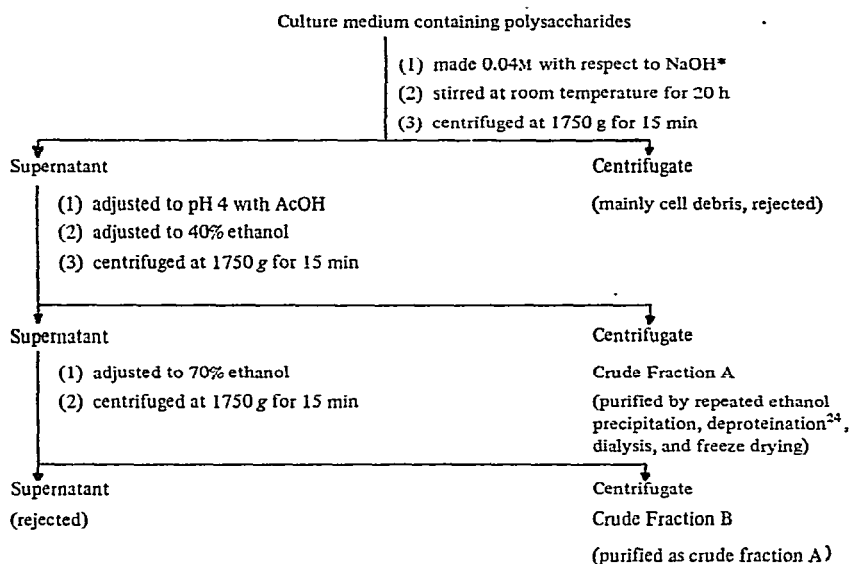 Culture medium containing polysaccharides
(1) made 0.04M with respect to NaOH*
(2) stirred at room temperature for 20 h
(3) centrifuged at 1750 g for 15 min
Supernatant
Centrifugate
(1) adjusted to pH 4 with AcOH
(mainly cell debris, rejected)
(2) adjusted to 40% ethanol
(3) centrifuged at 1750 g for 15 min
Supernatant
Centrifugate
(1) adjusted to 70% ethanol
Crude Fraction A
(2) centrifuged at 1750 g for 15 min
(purified by repeated ethanol
precipitation, deproteination²⁴,
dialysis, and freeze drying)
Supernatant
Centrifugate
(rejected)
Crude Fraction B
(purified as crude fraction A)